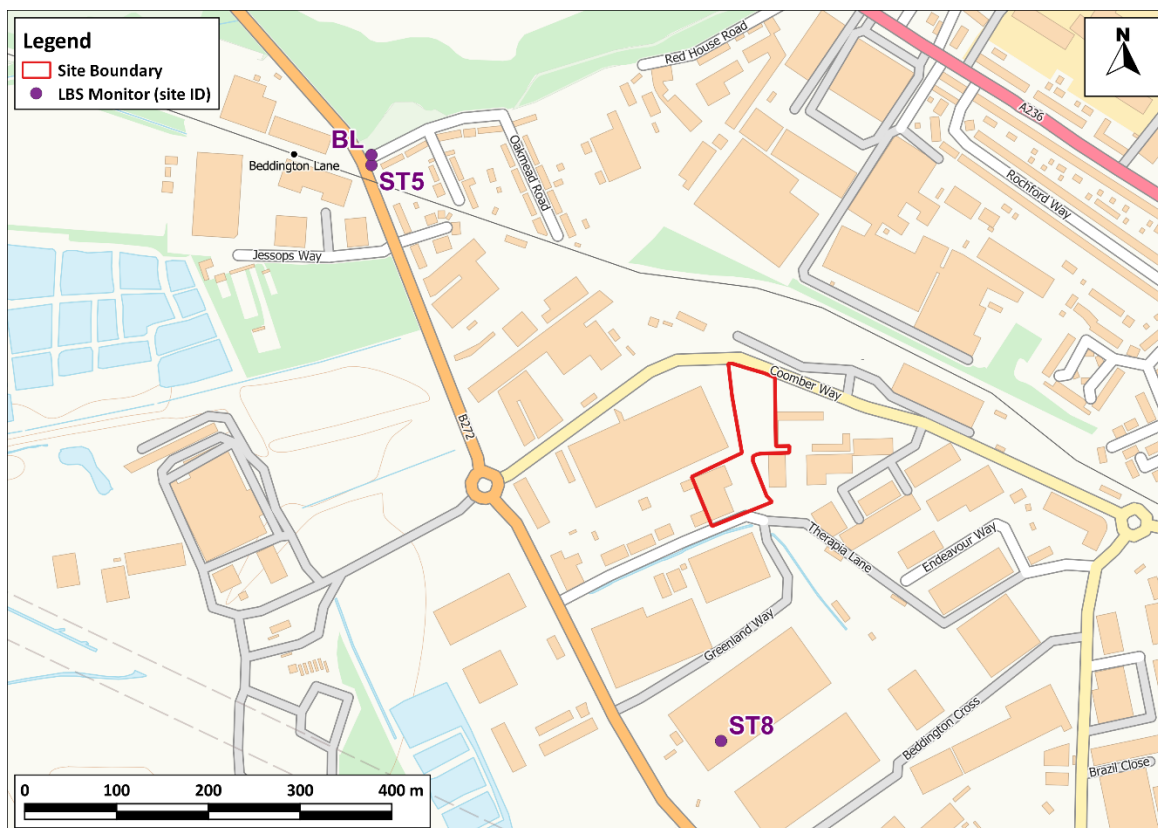 Legend
Site Boundary
LBS Monitor (site ID)
N
Red House Road
A236
BL
Beddington Lane
ST5
Oakmead Road
Rochford Way
Jessops Way
Coomber Way
B272
Therapia Lane
Endeavour Way
Greenland Way
ST8
Beddington Cross
Brazil Close
0 100 200 300 400 m